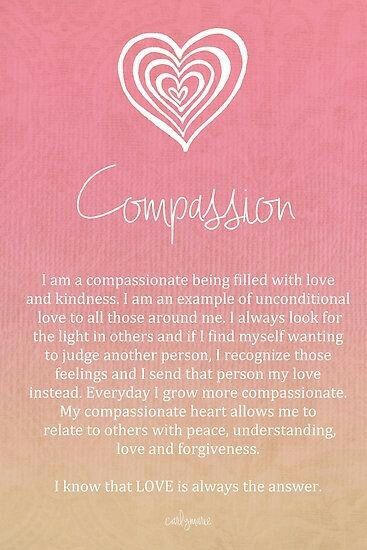 Compassion
I am a compassionate being filled with love
and kindness. I am an example of unconditional
love to all those around me. I always look for
the light in others and if I find myself wanting
to judge another person, I recognize those
feelings and I send that person my love
instead. Everyday I grow more compassionate.
My compassionate heart allows me to
relate to others with peace, understanding,
love and forgiveness.
I know that LOVE is always the answer.
carlymarie